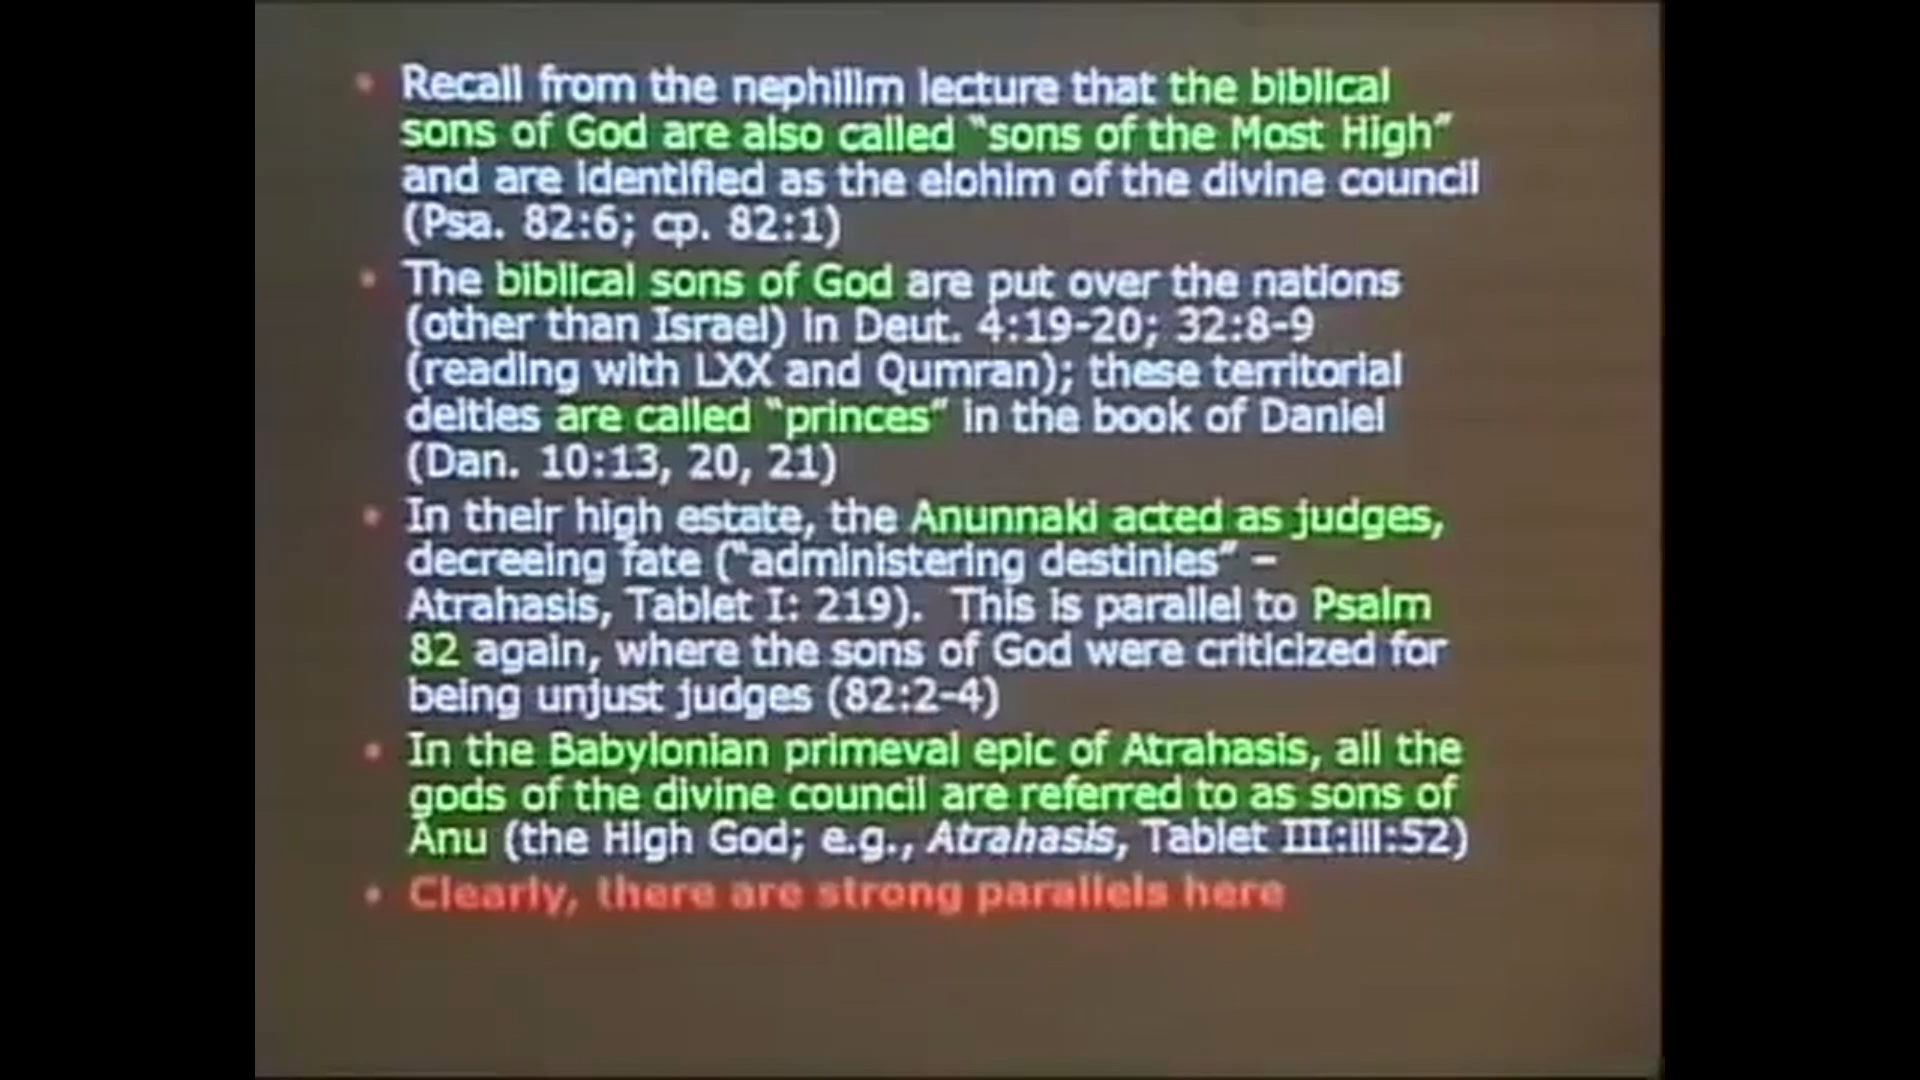 • Recall from the nephilim lecture that the biblical
sons of God are also called “sons of the Most High”
and are identified as the elohim of the divine council
(Psa. 82:6; cp. 82:1)
• The biblical sons of God are put over the nations
(other than Israel) in Deut. 4:19-20; 32:8-9
(reading with LXX and Qumran); these territorial
deities are called “princes” in the book of Daniel
(Dan. 10:13, 20, 21)
• In their high estate, the Anunnaki acted as judges,
decreeing fate (“administering destinies” –
Atrahasis, Tablet I: 219). This is parallel to Psalm
82 again, where the sons of God were criticized for
being unjust judges (82:2-4)
• In the Babylonian primeval epic of Atrahasis, all the
gods of the divine council are referred to as sons of
Anu (the High God; e.g., Atrahasis, Tablet III:iii:52)
• Clearly, there are strong parallels here